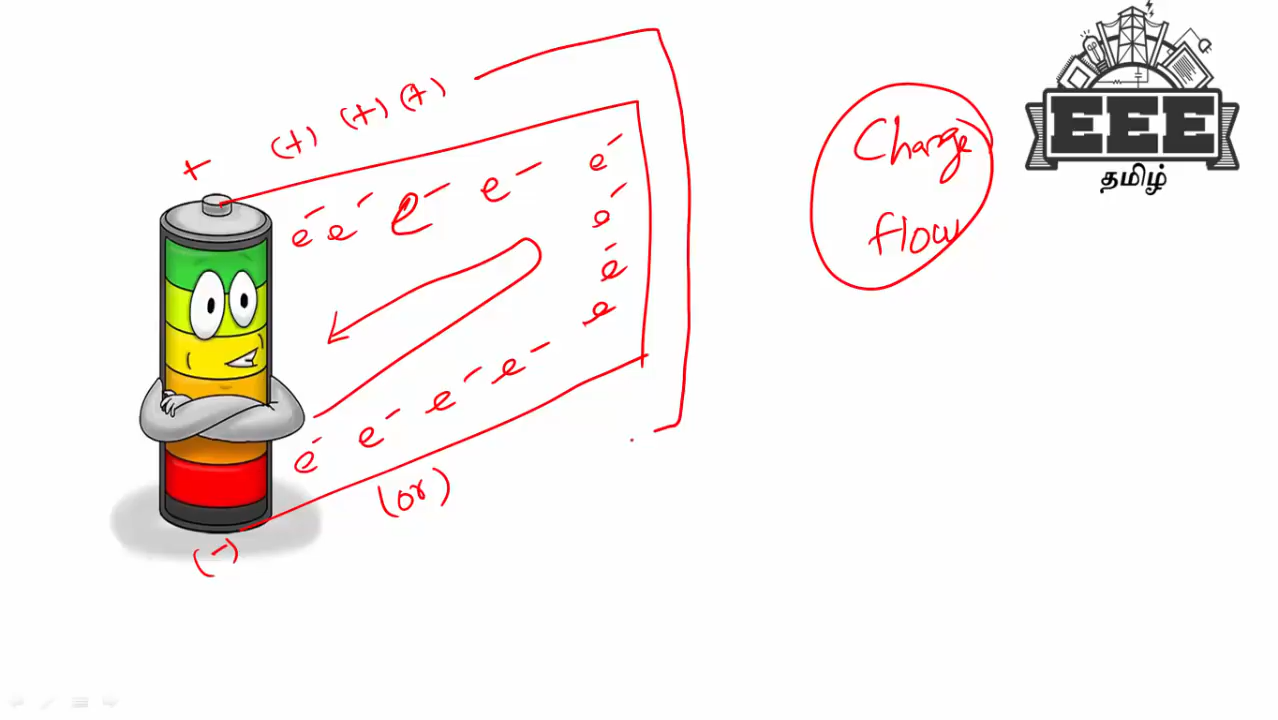 (+) (+) (+)
+
e⁻ e⁻ e⁻ e⁻ e⁻
e⁻
e⁻
e
e⁻ e⁻ e⁻ e⁻
(or)
(-)
Charge
flow
EEE
தமிழ்